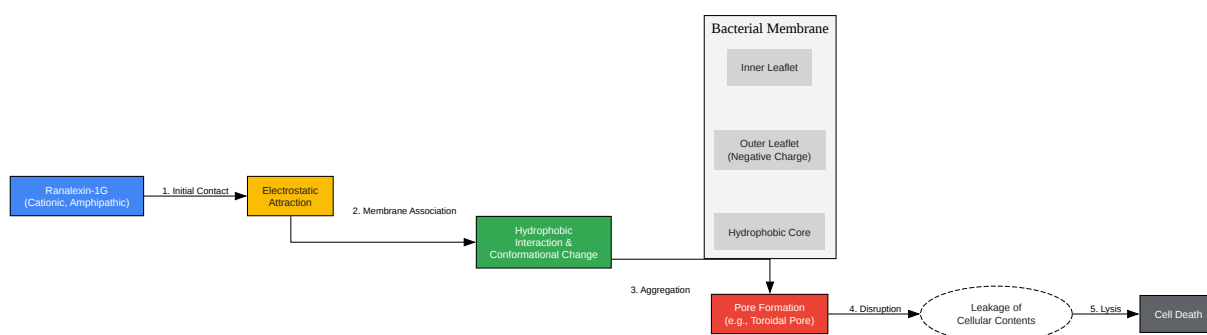 Bacterial Membrane
Inner Leaflet
Outer Leaflet
(Negative Charge)
Hydrophobic Core
Ranalexin-1G
(Cationic, Amphipathic)
1. Initial Contact
Electrostatic
Attraction
2. Membrane Association
Hydrophobic
Interaction &
Conformational Change
3. Aggregation
Pore Formation
(e.g., Toroidal Pore)
4. Disruption
Leakage of
Cellular Contents
5. Lysis
Cell Death